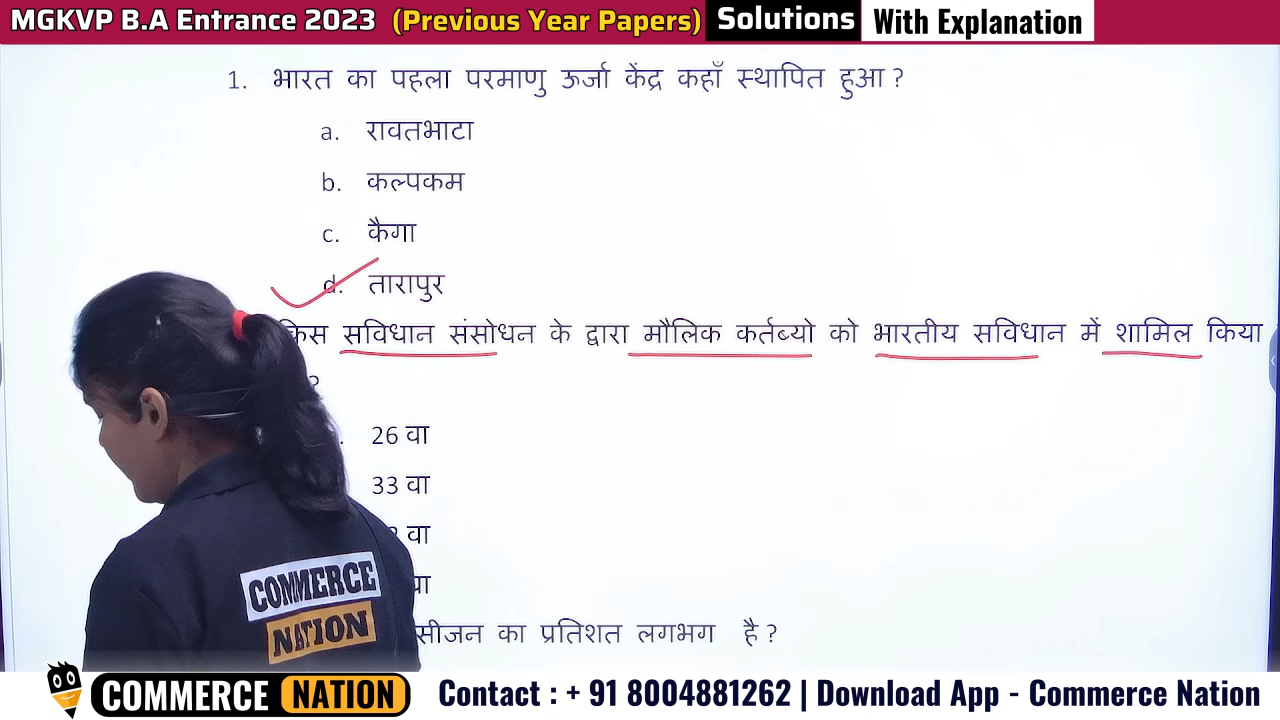 MGKVP B.A Entrance 2023 (Previous Year Papers) Solutions With Explanation
1. भारत का पहला परमाणु ऊर्जा केंद्र कहाँ स्थापित हुआ ?
a. रावतभाटा
b. कल्पकम
c. कैगा
d. तारापुर
किस सविधान संसोधन के द्वारा मौलिक कर्तब्यो को भारतीय सविधान में शामिल किया
26 वा
33 वा
वा
वा
सीजन का प्रतिशत लगभग है ?
COMMERCE
NATION
COMMERCE NATION Contact : + 91 8004881262 | Download App - Commerce Nation